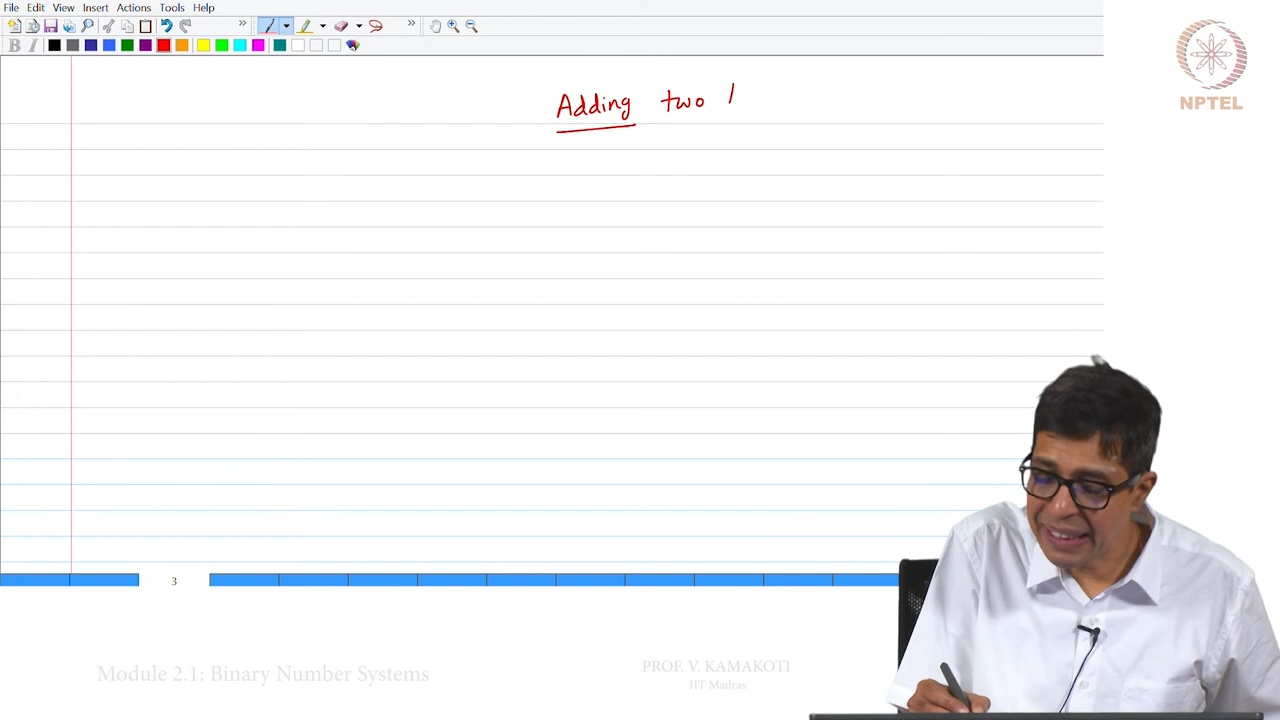 File Edit View Insert Actions Tools Help
NPTEL
B I
Adding two
3
Module 2.1: Binary Number Systems
PROF. V. KAMAKOTI
IIT Madras